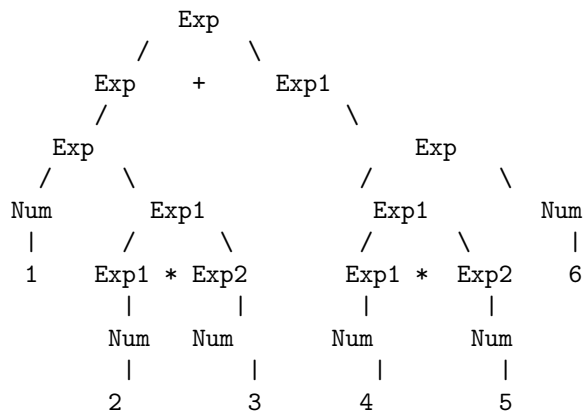 Exp
/ \
Exp + Exp1
/ \
Exp Exp
/ \ / \
Num Exp1 Exp1 Num
| / \ / \ |
1 Exp1 * Exp2 Exp1 * Exp2 6
| | | |
Num Num Num Num
| | | |
2 3 4 5